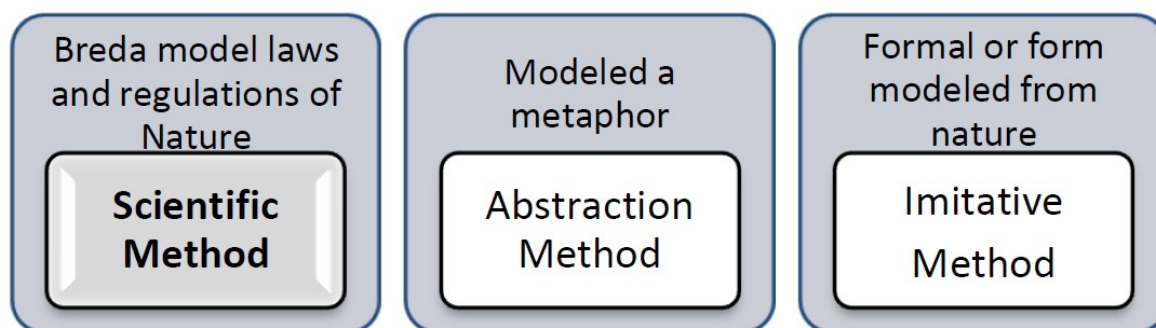 Breda model laws
and regulations of
Nature
Scientific
Method
Modeled a
metaphor
Abstraction
Method
Formal or form
modeled from
nature
Imitative
Method